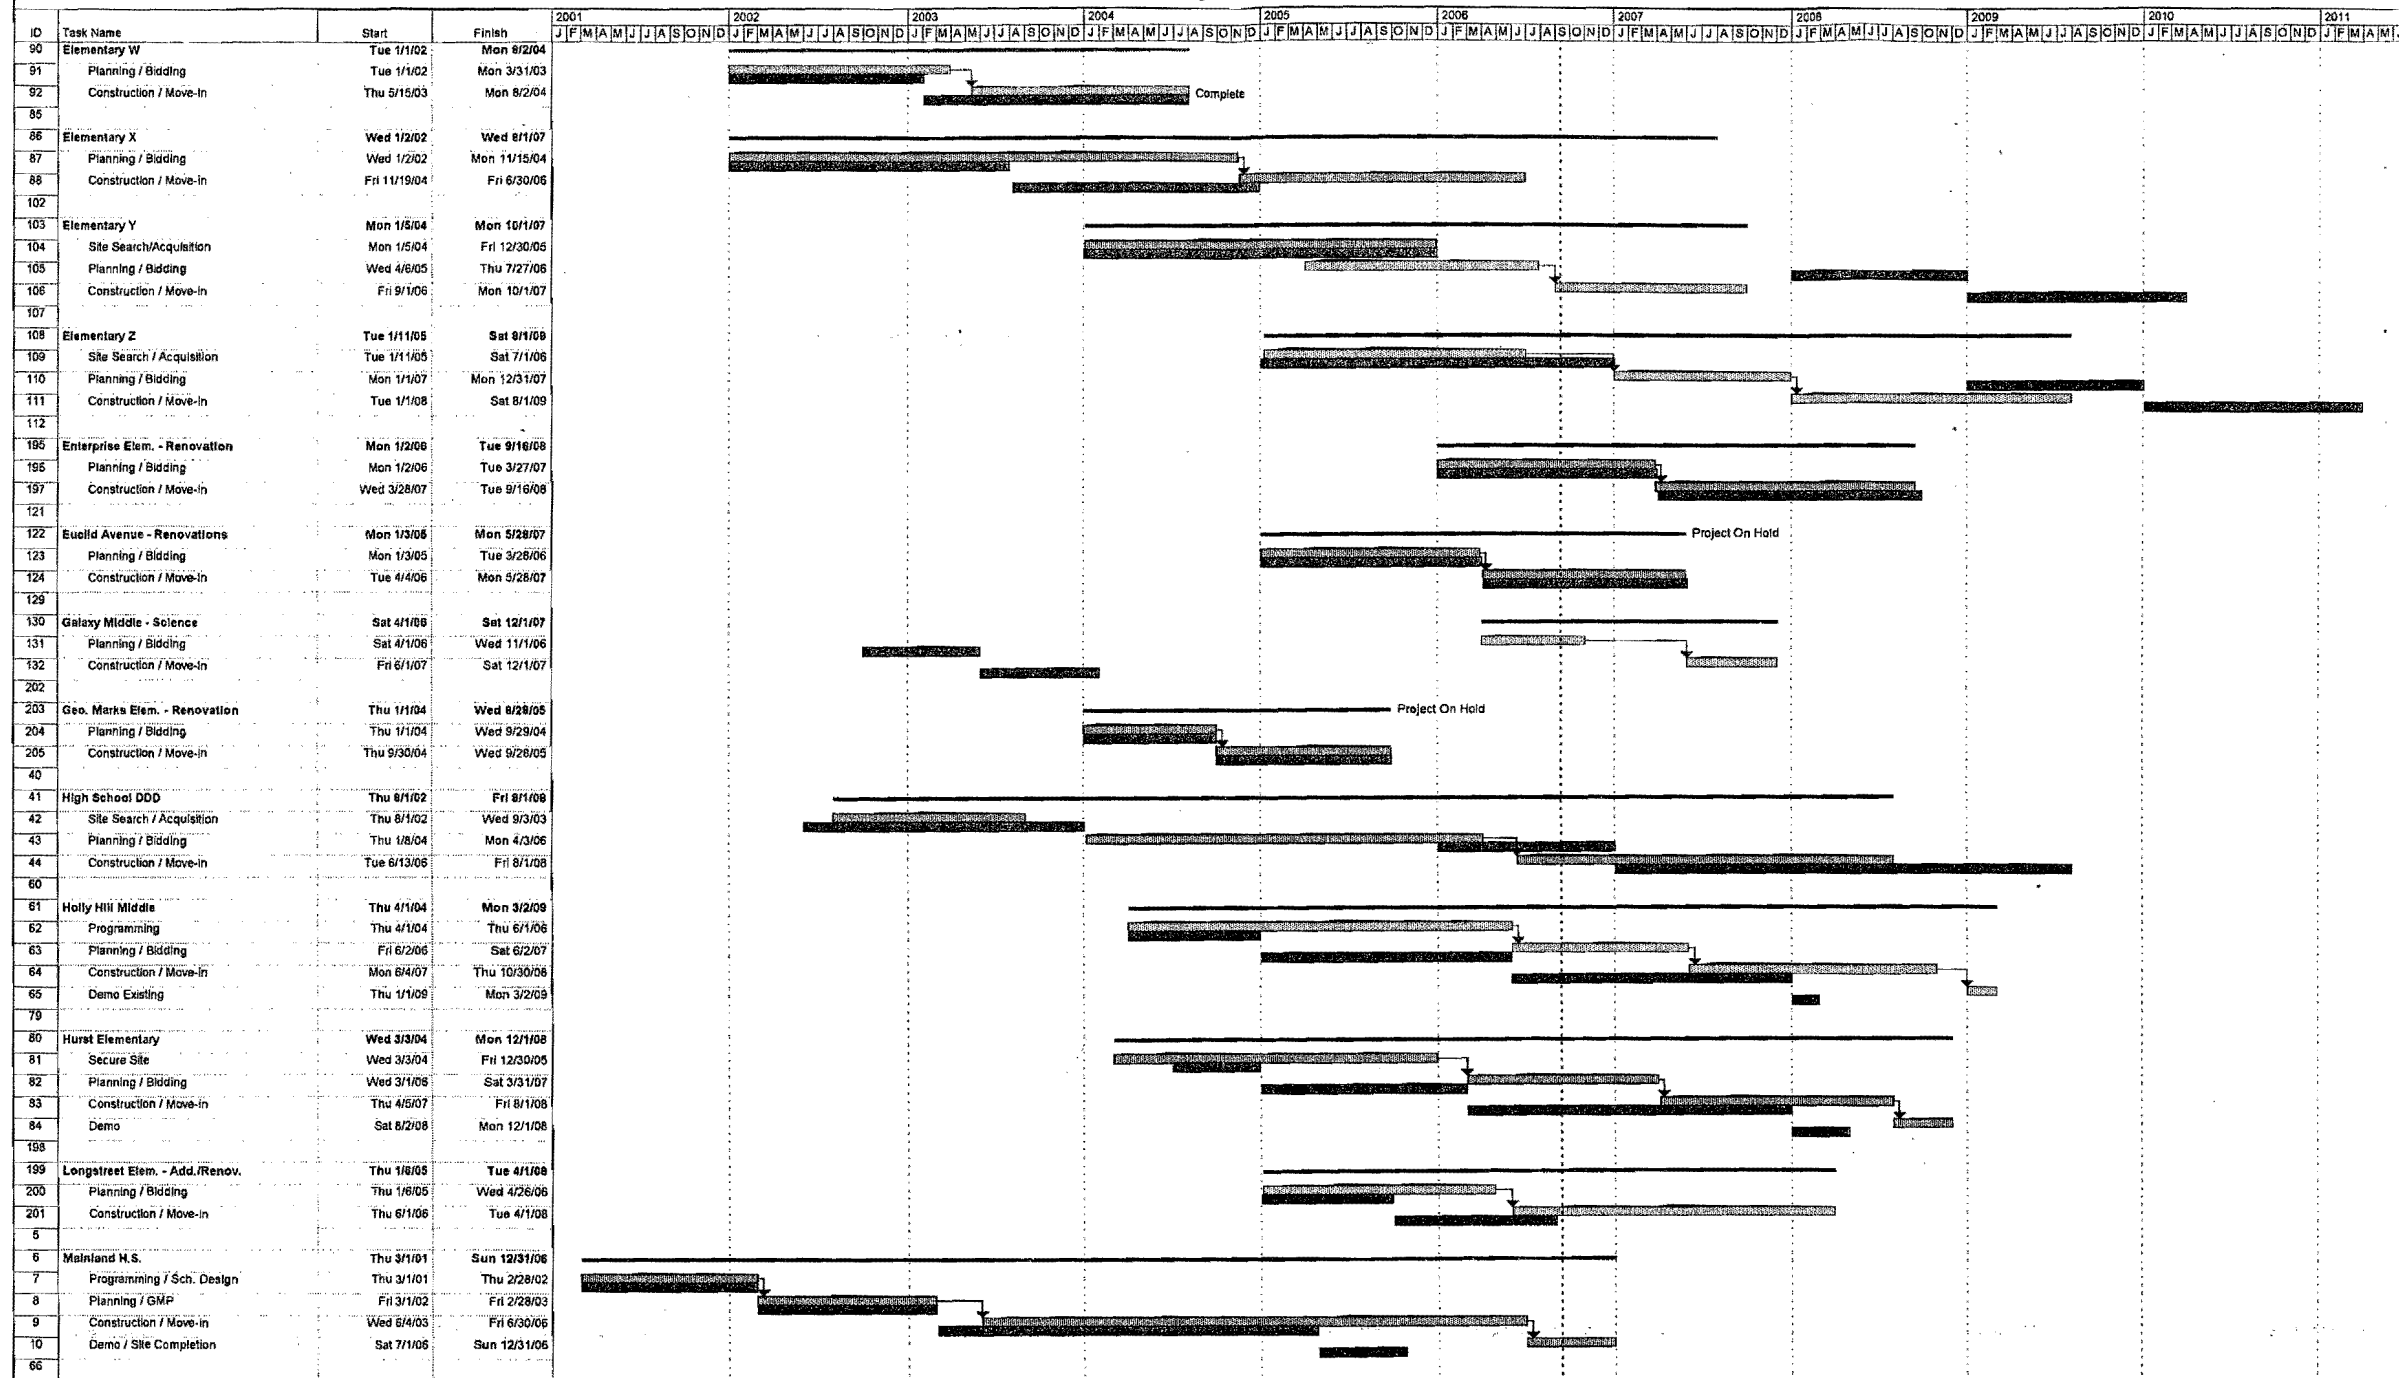 2001 2002 2003 2004 2005 2006 2007 2008 2009 2010 2011
ID Task Name Start Finish J F M A M J J A S O N D J F M A M J J A S O N D J F M A M J J A S O N D J F M A M J J A S O N D J F M A M J J A S O N D J F M A M J J A S O N D J F M A M J J A S O N D J F M A M J J A S O N D J F M A M J J A S O N D J F M A M J J A S O N D J F M A M J
90 Elementary W Tue 1/1/02 Mon 8/2/04
91 Planning / Bidding Tue 1/1/02 Mon 3/31/03
92 Construction / Move-In Thu 5/15/03 Mon 8/2/04 Complete
85
86 Elementary X Wed 1/2/02 Wed 8/1/07
87 Planning / Bidding Wed 1/2/02 Mon 11/15/04
88 Construction / Move-In Fri 11/19/04 Fri 6/30/06
102
103 Elementary Y Mon 1/5/04 Mon 10/1/07
104 Site Search/Acquisition Mon 1/5/04 Fri 12/30/05
105 Planning / Bidding Wed 4/6/05 Thu 7/27/06
106 Construction / Move-In Fri 9/1/06 Mon 10/1/07
107
108 Elementary Z Tue 1/11/05 Sat 8/1/09
109 Site Search / Acquisition Tue 1/11/05 Sat 7/1/06
110 Planning / Bidding Mon 1/1/07 Mon 12/31/07
111 Construction / Move-In Tue 1/1/08 Sat 8/1/09
112
195 Enterprise Elem. - Renovation Mon 1/2/06 Tue 9/16/08
196 Planning / Bidding Mon 1/2/06 Tue 3/27/07
197 Construction / Move-In Wed 3/28/07 Tue 9/16/08
121
122 Euclid Avenue - Renovations Mon 1/3/05 Mon 5/28/07 Project On Hold
123 Planning / Bidding Mon 1/3/05 Tue 3/28/06
124 Construction / Move-In Tue 4/4/06 Mon 5/28/07
129
130 Galaxy Middle - Science Sat 4/1/06 Sat 12/1/07
131 Planning / Bidding Sat 4/1/06 Wed 11/1/06
132 Construction / Move-In Fri 6/1/07 Sat 12/1/07
202
203 Geo. Marks Elem. - Renovation Thu 1/1/04 Wed 9/28/05 Project On Hold
204 Planning / Bidding Thu 1/1/04 Wed 9/29/04
205 Construction / Move-In Thu 9/30/04 Wed 9/28/05
40
41 High School DDD Thu 8/1/02 Fri 8/1/08
42 Site Search / Acquisition Thu 8/1/02 Wed 9/3/03
43 Planning / Bidding Thu 1/8/04 Mon 4/3/06
44 Construction / Move-In Tue 6/13/06 Fri 8/1/08
60
61 Holly Hill Middle Thu 4/1/04 Mon 3/2/09
62 Programming Thu 4/1/04 Thu 6/1/06
63 Planning / Bidding Fri 6/2/06 Sat 6/2/07
64 Construction / Move-In Mon 6/4/07 Thu 10/30/08
65 Demo Existing Thu 1/1/09 Mon 3/2/09
79
80 Hurst Elementary Wed 3/3/04 Mon 12/1/08
81 Secure Site Wed 3/3/04 Fri 12/30/05
82 Planning / Bidding Wed 3/1/06 Sat 3/31/07
83 Construction / Move-In Thu 4/5/07 Fri 8/1/08
84 Demo Sat 8/2/08 Mon 12/1/08
198
199 Longstreet Elem. - Add./Renov. Thu 1/6/05 Tue 4/1/08
200 Planning / Bidding Thu 1/6/05 Wed 4/26/06
201 Construction / Move-In Thu 6/1/06 Tue 4/1/08
5
6 Mainland H.S. Thu 3/1/01 Sun 12/31/06
7 Programming / Sch. Design Thu 3/1/01 Thu 2/28/02
8 Planning / GMP Fri 3/1/02 Fri 2/28/03
9 Construction / Move-in Wed 6/4/03 Fri 6/30/06
10 Demo / Site Completion Sat 7/1/06 Sun 12/31/06
66